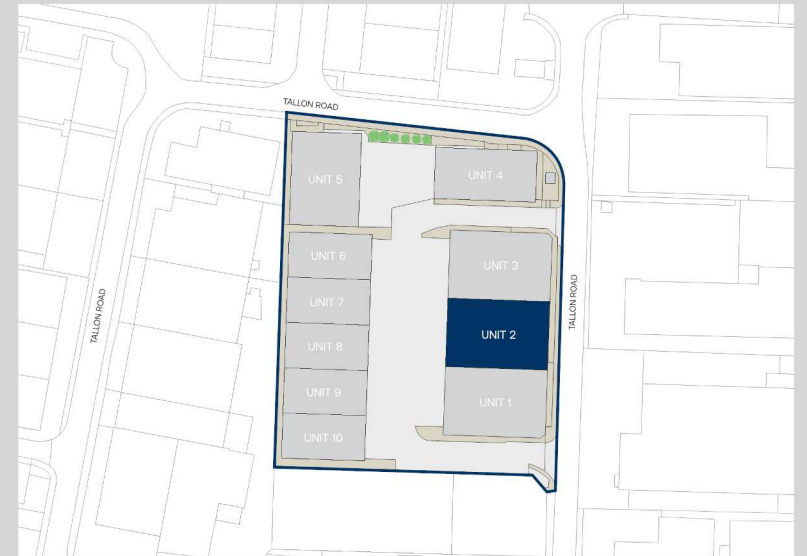 TALLON ROAD
UNIT 5
UNIT 4
UNIT 6
UNIT 3
UNIT 7
TALLON ROAD
TALLON ROAD
UNIT 2
UNIT 8
UNIT 9
UNIT 1
UNIT 10